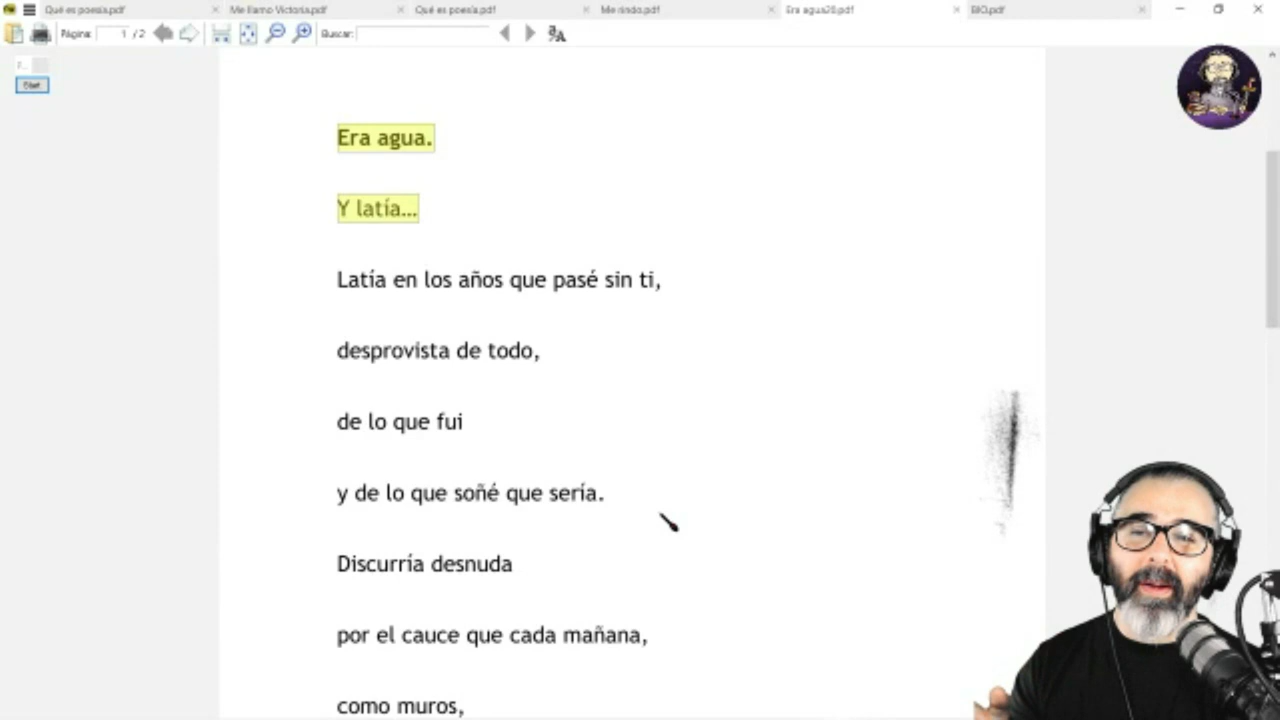 Qué es poesía.pdf Me llamo Victoria.pdf Qué es poesía.pdf Me rindo.pdf Era agua20.pdf BIO.pdf
Página: 1 / 2 Buscar:
Start
Era agua.
Y latía...
Latía en los años que pasé sin ti,
desprovista de todo,
de lo que fui
y de lo que soñé que sería.
Discurría desnuda
por el cauce que cada mañana,
como muros,